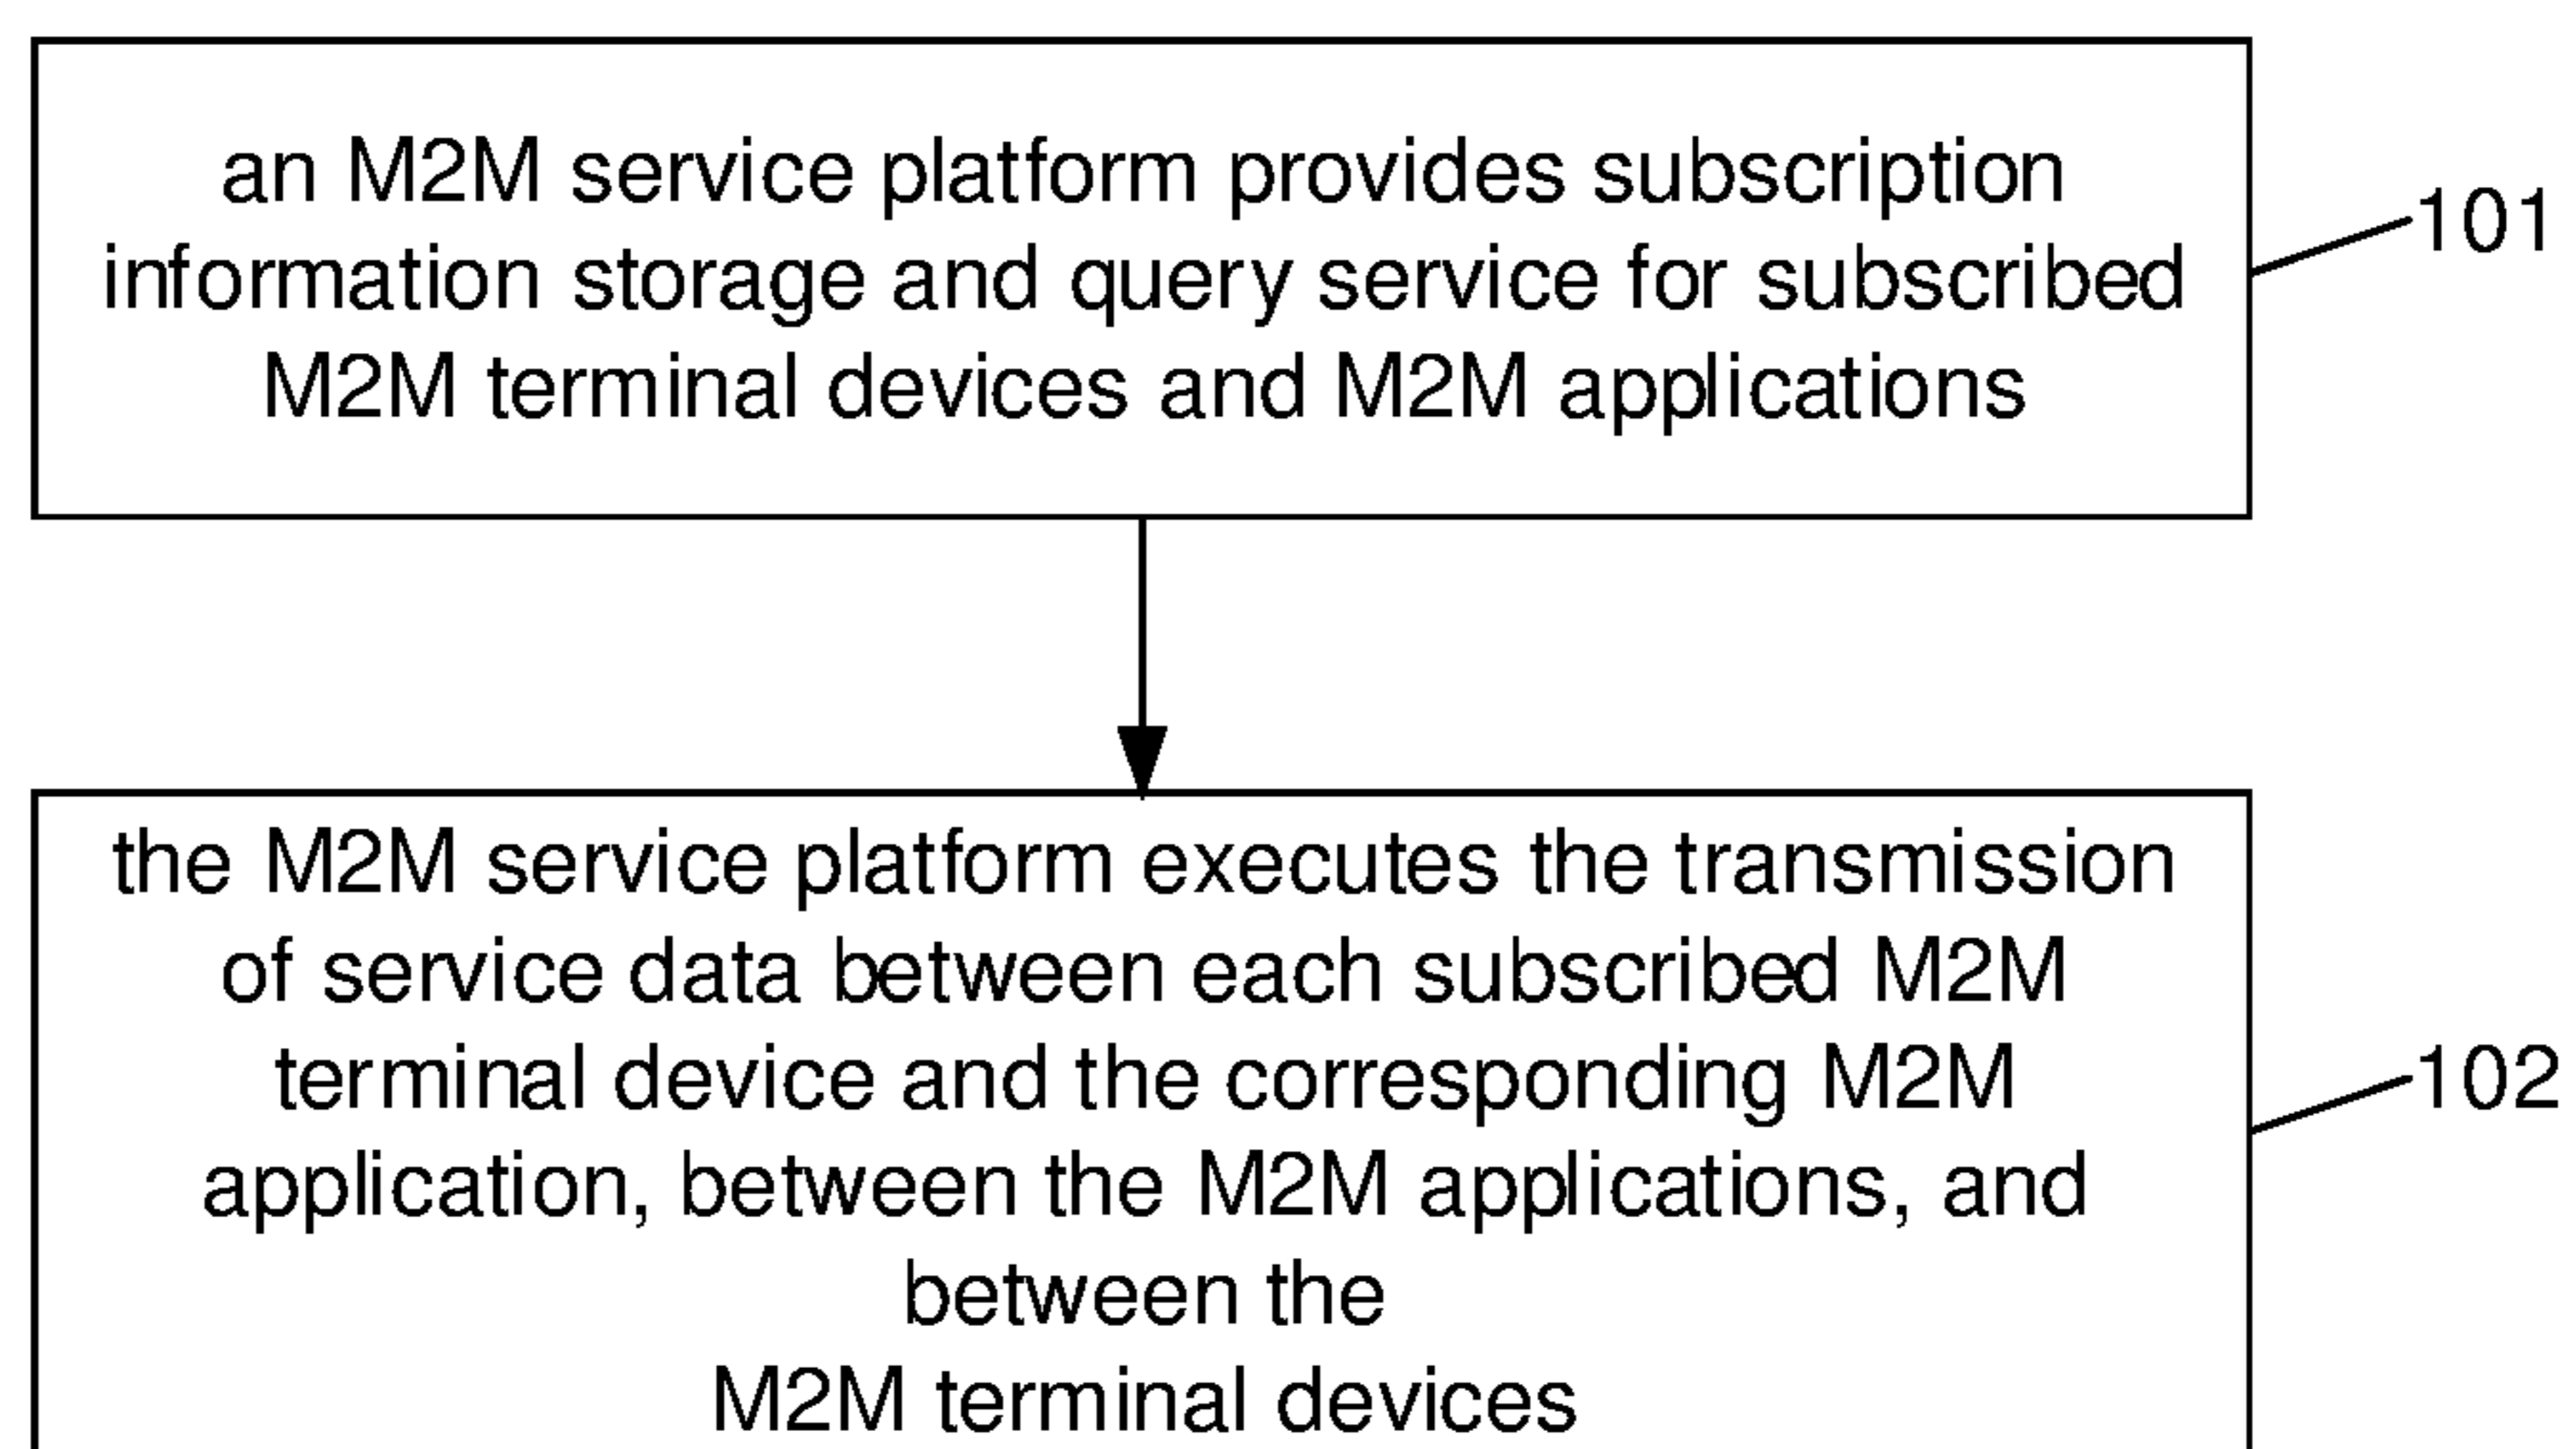 an M2M service platform provides subscription
information storage and query service for subscribed
M2M terminal devices and M2M applications
101
the M2M service platform executes the transmission
of service data between each subscribed M2M
terminal device and the corresponding M2M
application, between the M2M applications, and
between the
M2M terminal devices
102